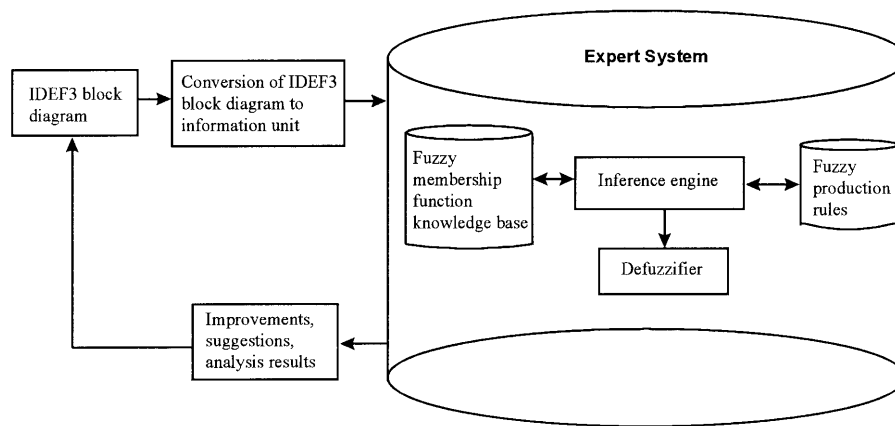 Expert System
IDEF3 block
diagram
Conversion of IDEF3
block diagram to
information unit
Fuzzy
membership
function
knowledge base
Inference engine
Fuzzy
production
rules
Defuzzifier
Improvements,
suggestions,
analysis results